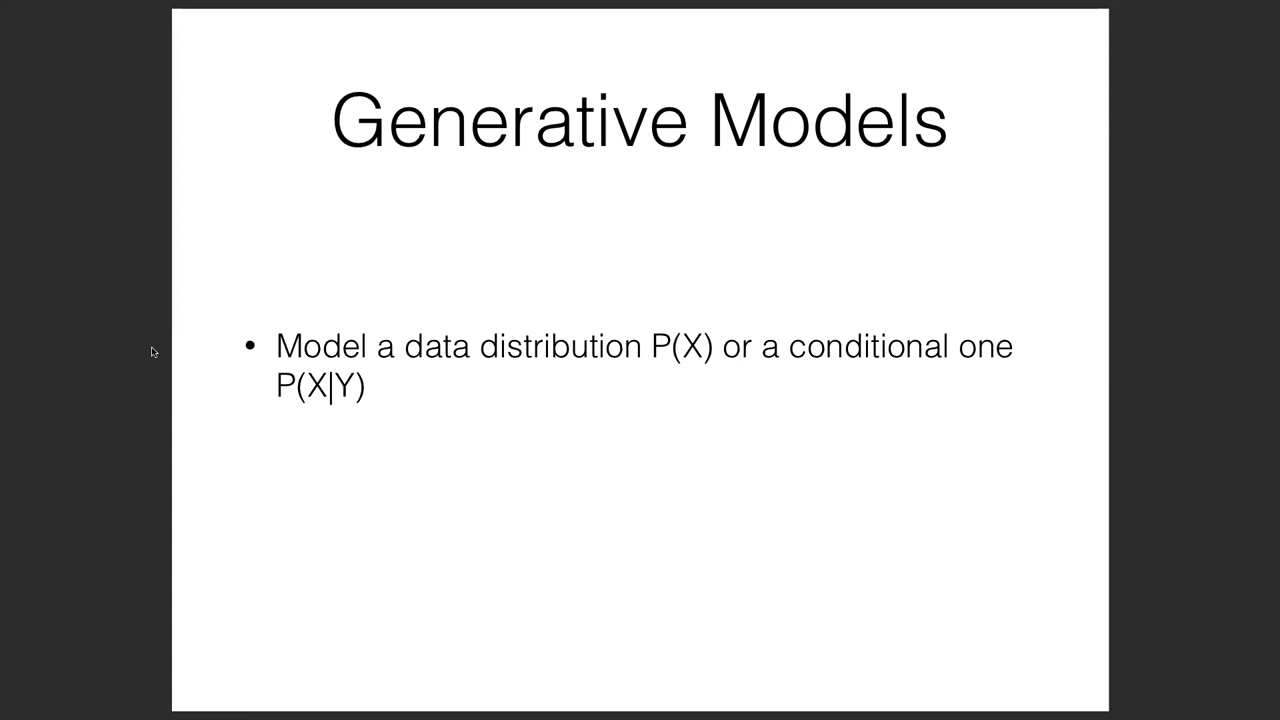 Generative Models
• Model a data distribution P(X) or a conditional one
P(X|Y)